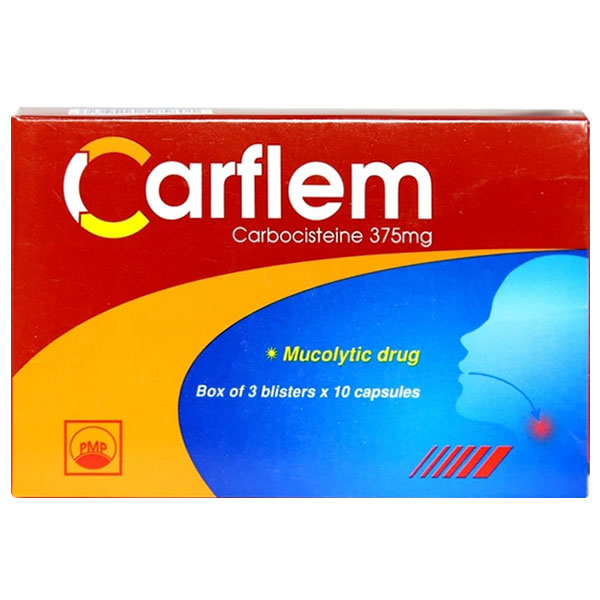 Carflem
Carbocisteine 375mg
Mucolytic drug
Box of 3 blisters x 10 capsules
PMP